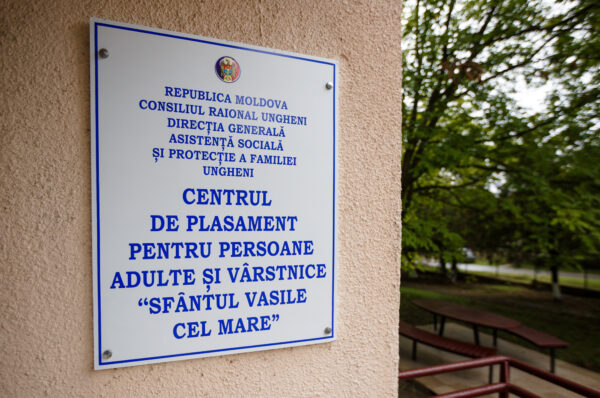 REPUBLICA MOLDOVA
CONSILIUL RAIONAL UNGHENI
DIRECȚIA GENERALĂ
ASISTENȚĂ SOCIALĂ
ȘI PROTECȚIE A FAMILIEI
UNGHENI
CENTRUL
DE PLASAMENT
PENTRU PERSOANE
ADULTE ȘI VÂRSTNICE
“SFÂNTUL VASILE
CEL MARE”